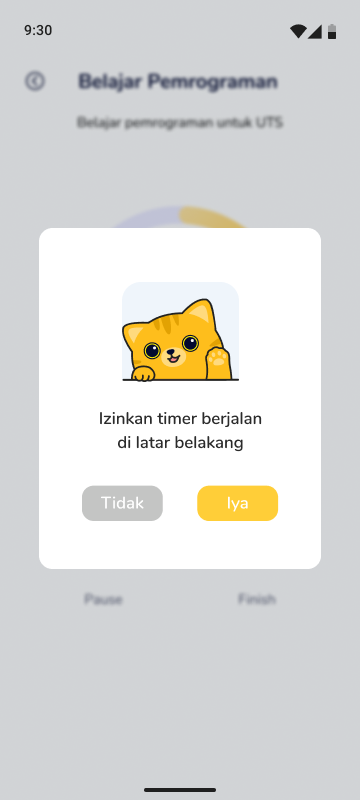 9:30
Belajar Pemrograman
Belajar pemrograman untuk UTS
Izinkan timer berjalan
di latar belakang
Tidak
Iya
Pause
Finish